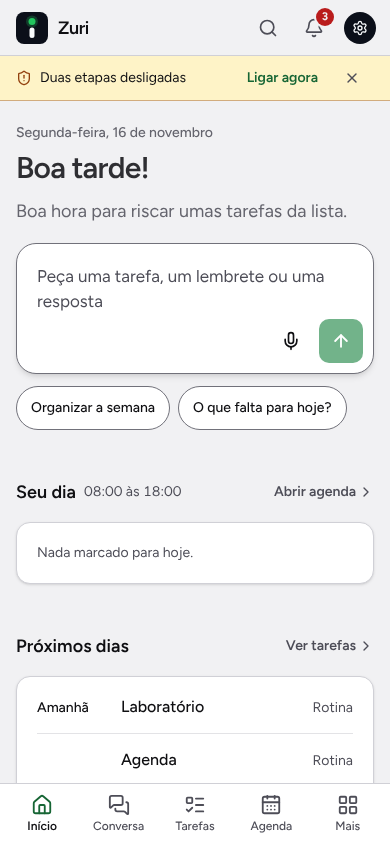 Zuri
3
Duas etapas desligadas
Ligar agora
Segunda-feira, 16 de novembro
Boa tarde!
Boa hora para riscar umas tarefas da lista.
Peça uma tarefa, um lembrete ou uma
resposta
Organizar a semana
O que falta para hoje?
Seu dia
08:00 às 18:00
Abrir agenda
Nada marcado para hoje.
Próximos dias
Ver tarefas
Amanhã
Laboratório
Rotina
Agenda
Rotina
Início
Conversa
Tarefas
Agenda
Mais